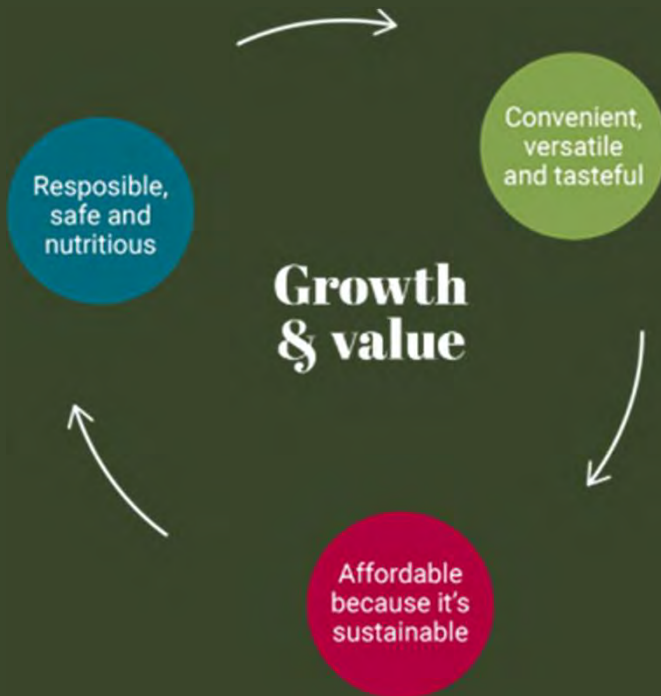 Convenient,
versatile
and tasteful
Resposible,
safe and
nutritious
Growth
& value
Affordable
because it's
sustainable